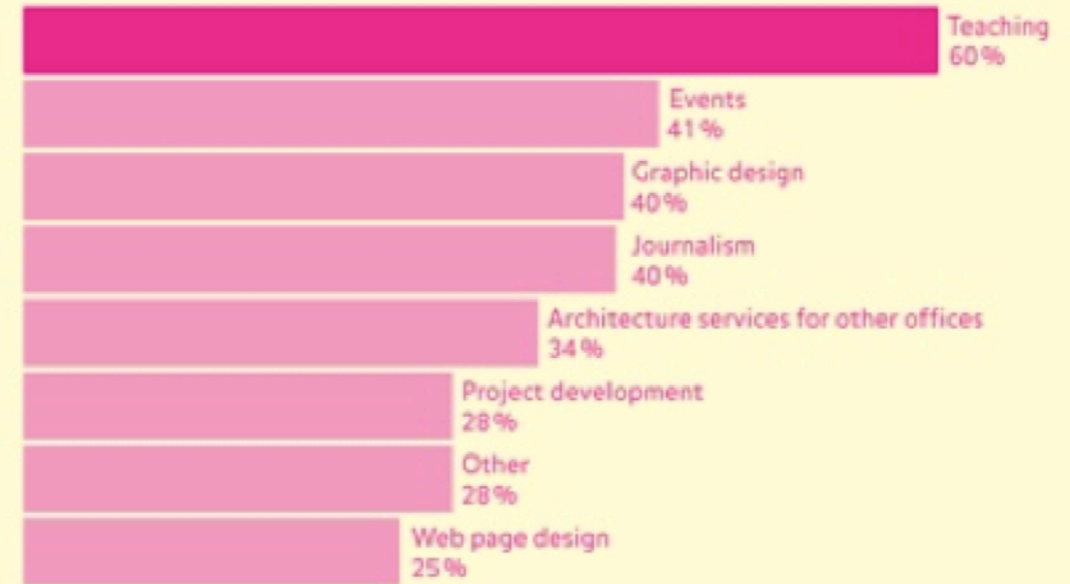 Teaching
60%
Events
41%
Graphic design
40%
Journalism
40%
Architecture services for other offices
34%
Project development
28%
Other
28%
Web page design
25%